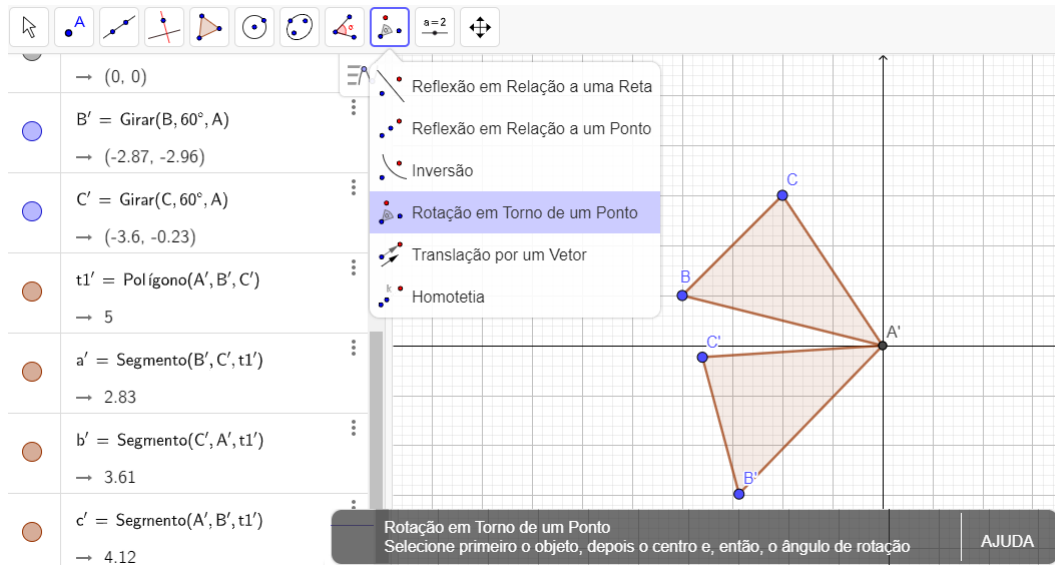 A
a=2
→ (0, 0)
B′ = Girar(B, 60°, A)
→ (-2.87, -2.96)
C′ = Girar(C, 60°, A)
→ (-3.6, -0.23)
t1′ = Polígono(A′, B′, C′)
→ 5
a′ = Segmento(B′, C′, t1′)
→ 2.83
b′ = Segmento(C′, A′, t1′)
→ 3.61
c′ = Segmento(A′, B′, t1′)
→ 4.12
Reflexão em Relação a uma Reta
Reflexão em Relação a um Ponto
Inversão
Rotação em Torno de um Ponto
Translação por um Vetor
k
Homotetia
C
B
A'
C'
B'
Rotação em Torno de um Ponto
Selecione primeiro o objeto, depois o centro e, então, o ângulo de rotação
AJUDA